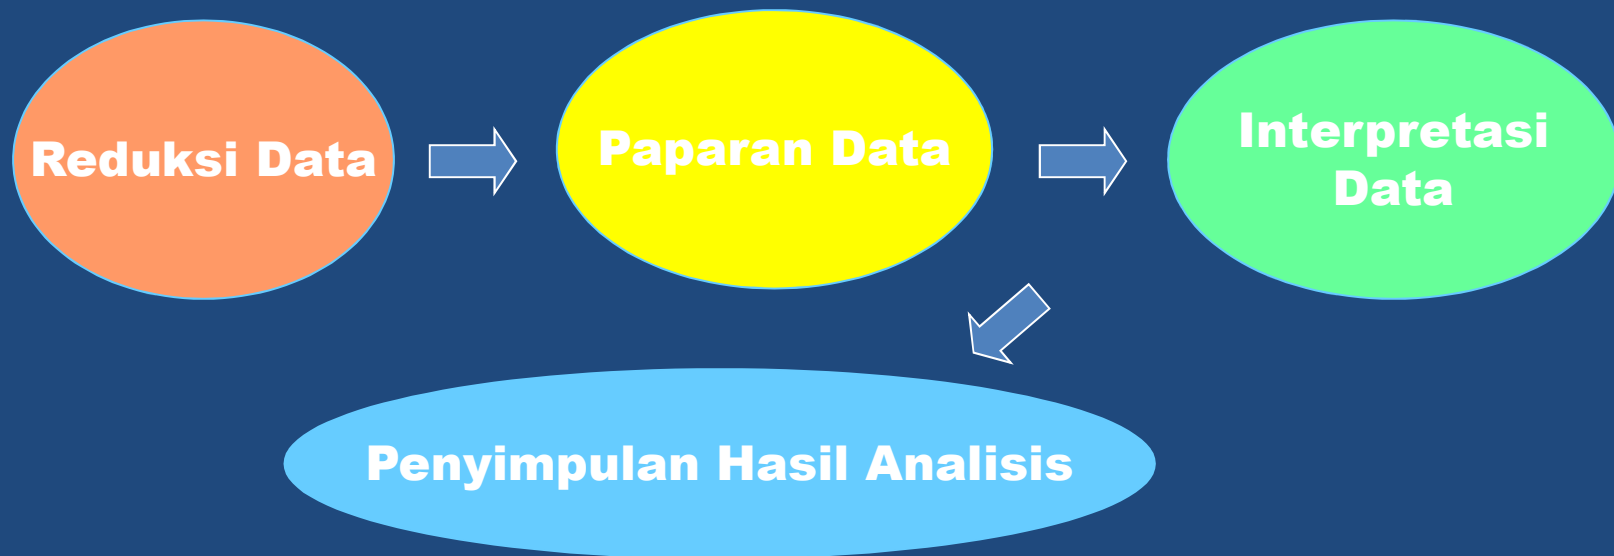 Reduksi Data
Paparan Data
Interpretasi
Data
Penyimpulan Hasil Analisis